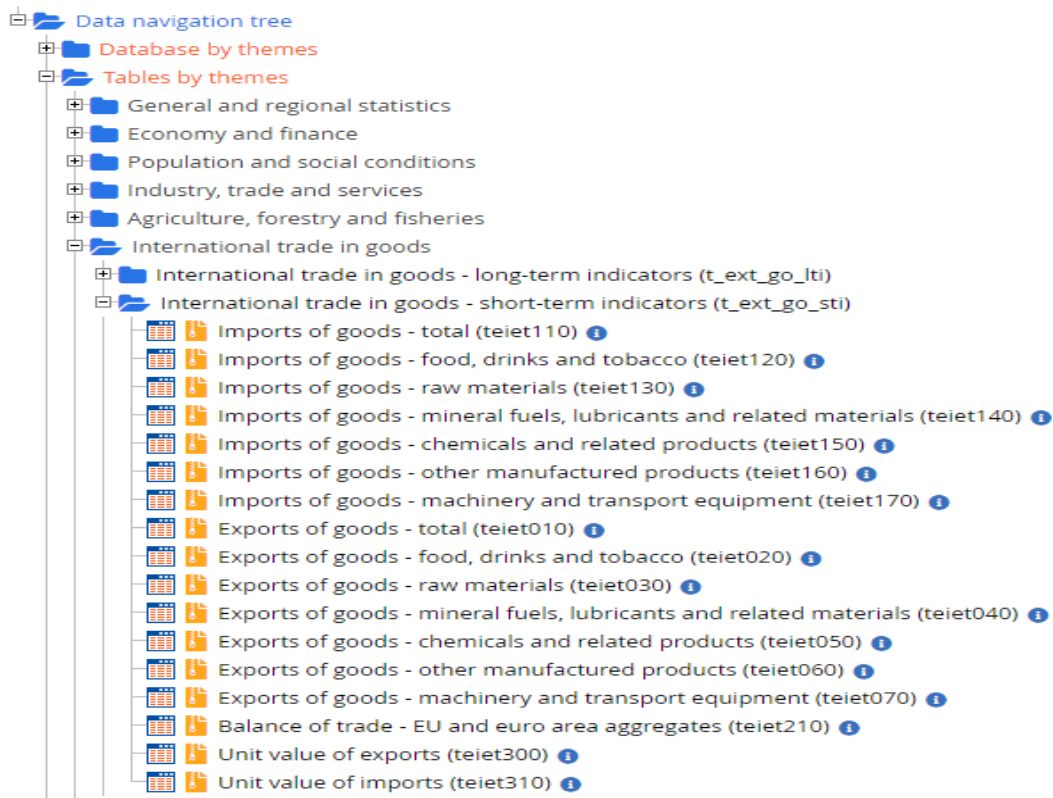 Data navigation tree
Database by themes
Tables by themes
General and regional statistics
Economy and finance
Population and social conditions
Industry, trade and services
Agriculture, forestry and fisheries
International trade in goods
International trade in goods - long-term indicators (t_ext_go_lti)
International trade in goods - short-term indicators (t_ext_go_sti)
Imports of goods - total (teiet110)
Imports of goods - food, drinks and tobacco (teiet120)
Imports of goods - raw materials (teiet130)
Imports of goods - mineral fuels, lubricants and related materials (teiet140)
Imports of goods - chemicals and related products (teiet150)
Imports of goods - other manufactured products (teiet160)
Imports of goods - machinery and transport equipment (teiet170)
Exports of goods - total (teiet010)
Exports of goods - food, drinks and tobacco (teiet020)
Exports of goods - raw materials (teiet030)
Exports of goods - mineral fuels, lubricants and related materials (teiet040)
Exports of goods - chemicals and related products (teiet050)
Exports of goods - other manufactured products (teiet060)
Exports of goods - machinery and transport equipment (teiet070)
Balance of trade - EU and euro area aggregates (teiet210)
Unit value of exports (teiet300)
Unit value of imports (teiet310)